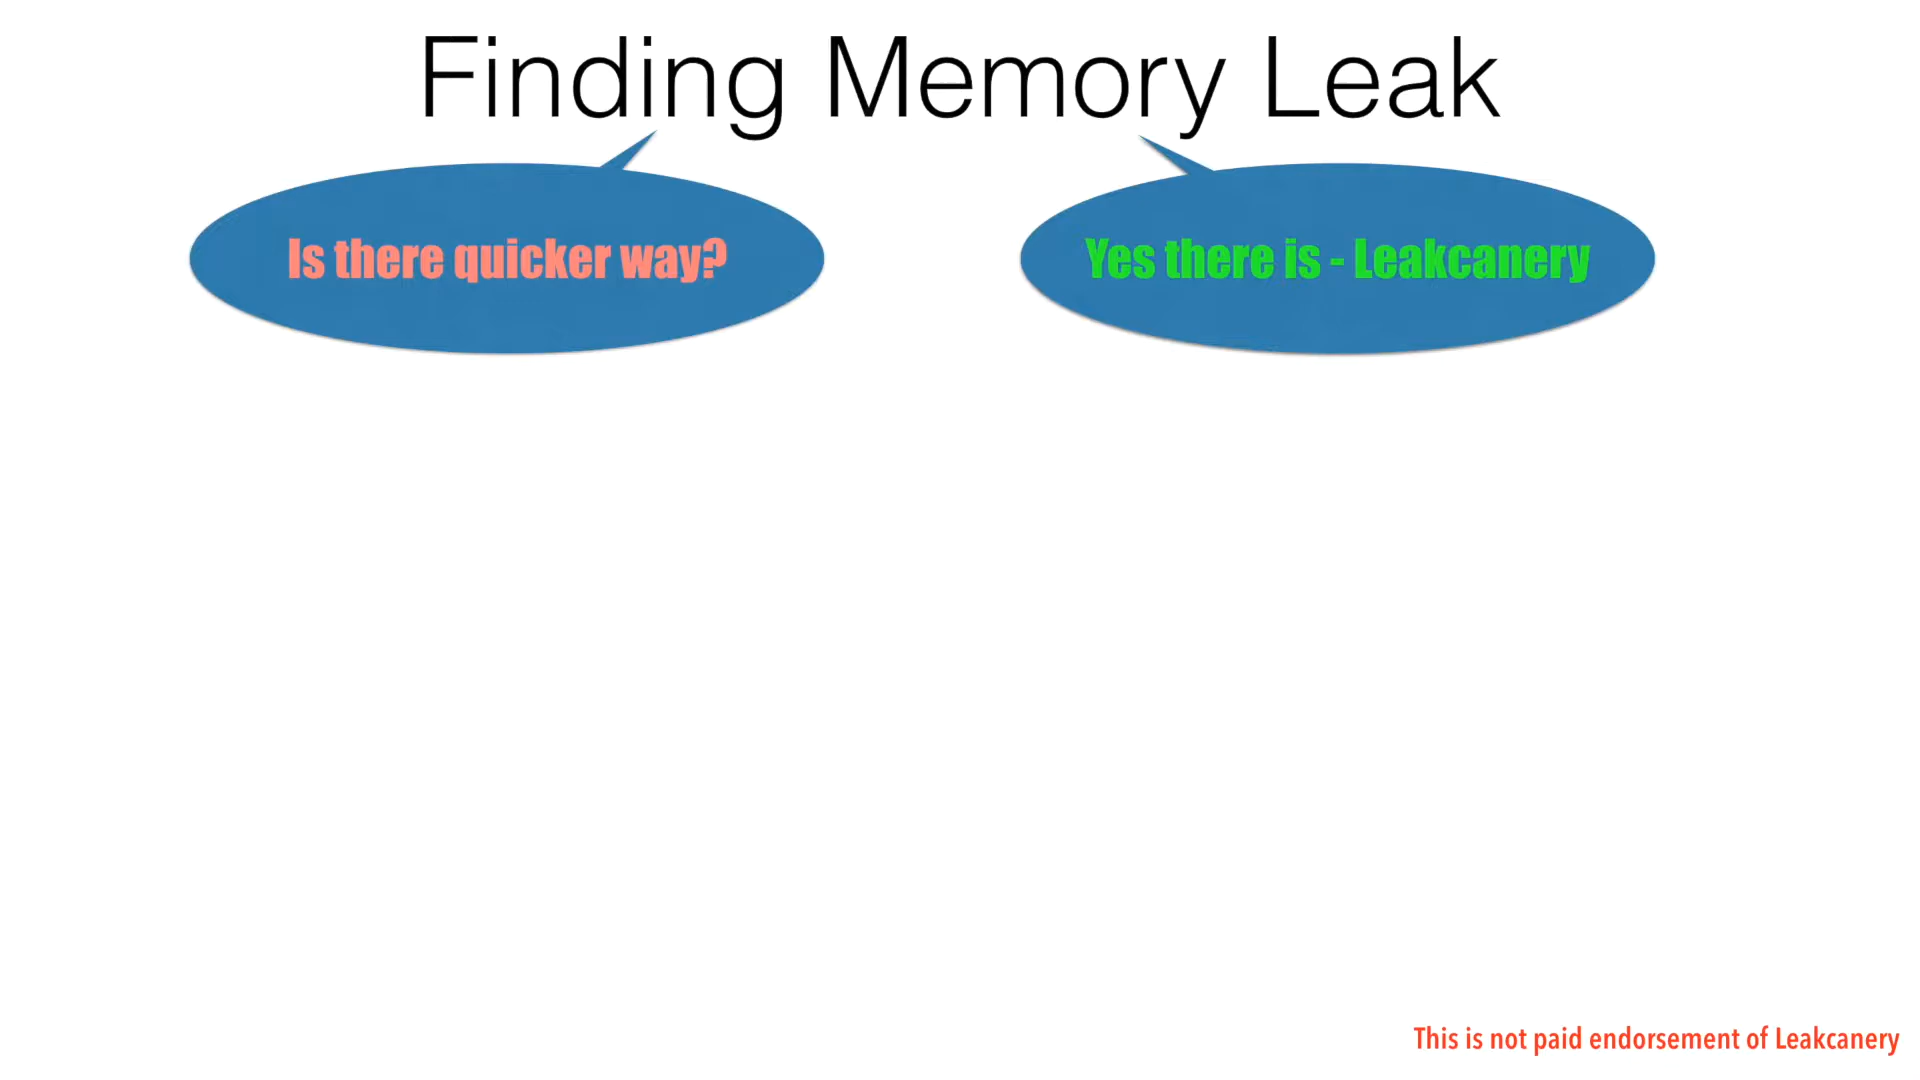 Finding Memory Leak
Is there quicker way?
Yes there is - Leakcanery
This is not paid endorsement of Leakcanery